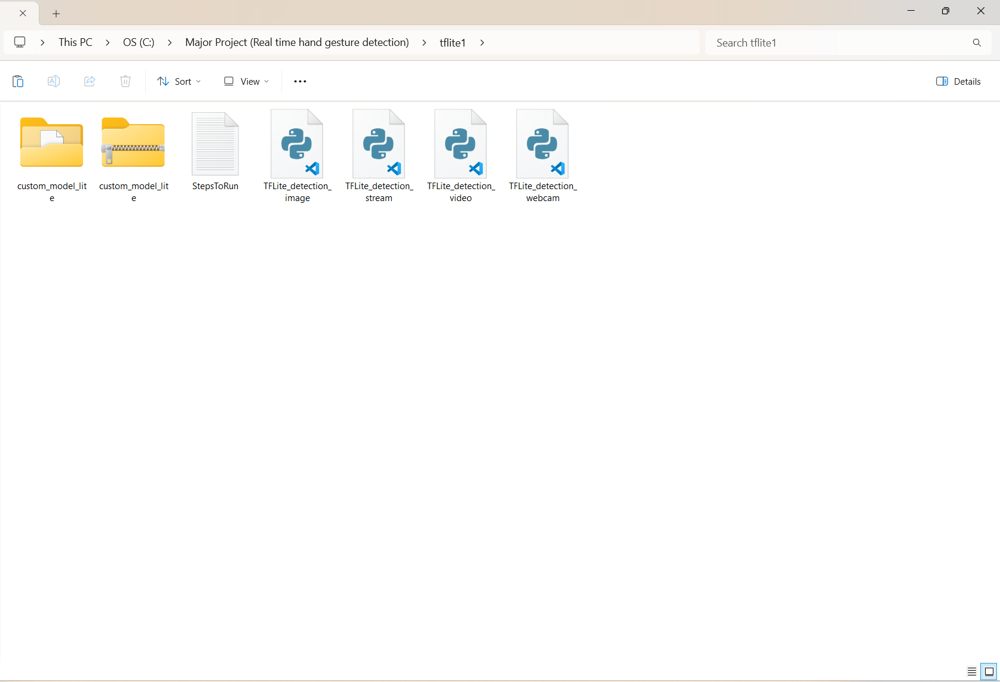 This PC
OS (C:)
Major Project (Real time hand gesture detection)
tflite1
Search tflite1
Sort
View
Details
custom_model_lit
e
custom_model_lit
e
StepsToRun
TFLite_detection_
image
TFLite_detection_
stream
TFLite_detection_
video
TFLite_detection_
webcam